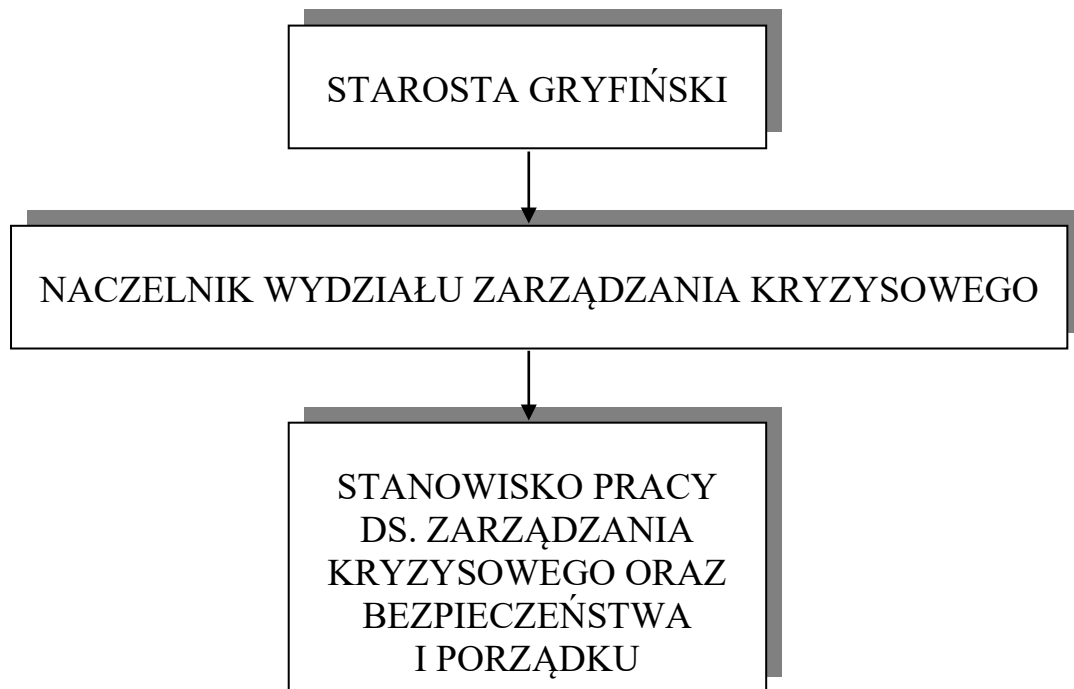 STAROSTA GRYFIŃSKI
NACZELNIK WYDZIAŁU ZARZĄDZANIA KRYZYSOWEGO
STANOWISKO PRACY
DS. ZARZĄDZANIA
KRYZYSOWEGO ORAZ
BEZPIECZEŃSTWA
I PORZĄDKU